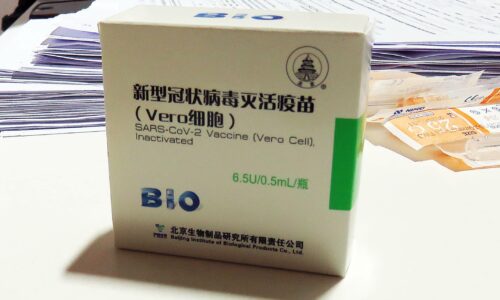 BIO
新型冠状病毒灭活疫苗
（Vero细胞）
SARS-CoV-2 Vaccine (Vero Cell),
Inactivated
6.5U/0.5mL/瓶
BIO
北京生物制品研究所有限责任公司
Beijing Institute of Biological Products Co., Ltd.
NIPRO